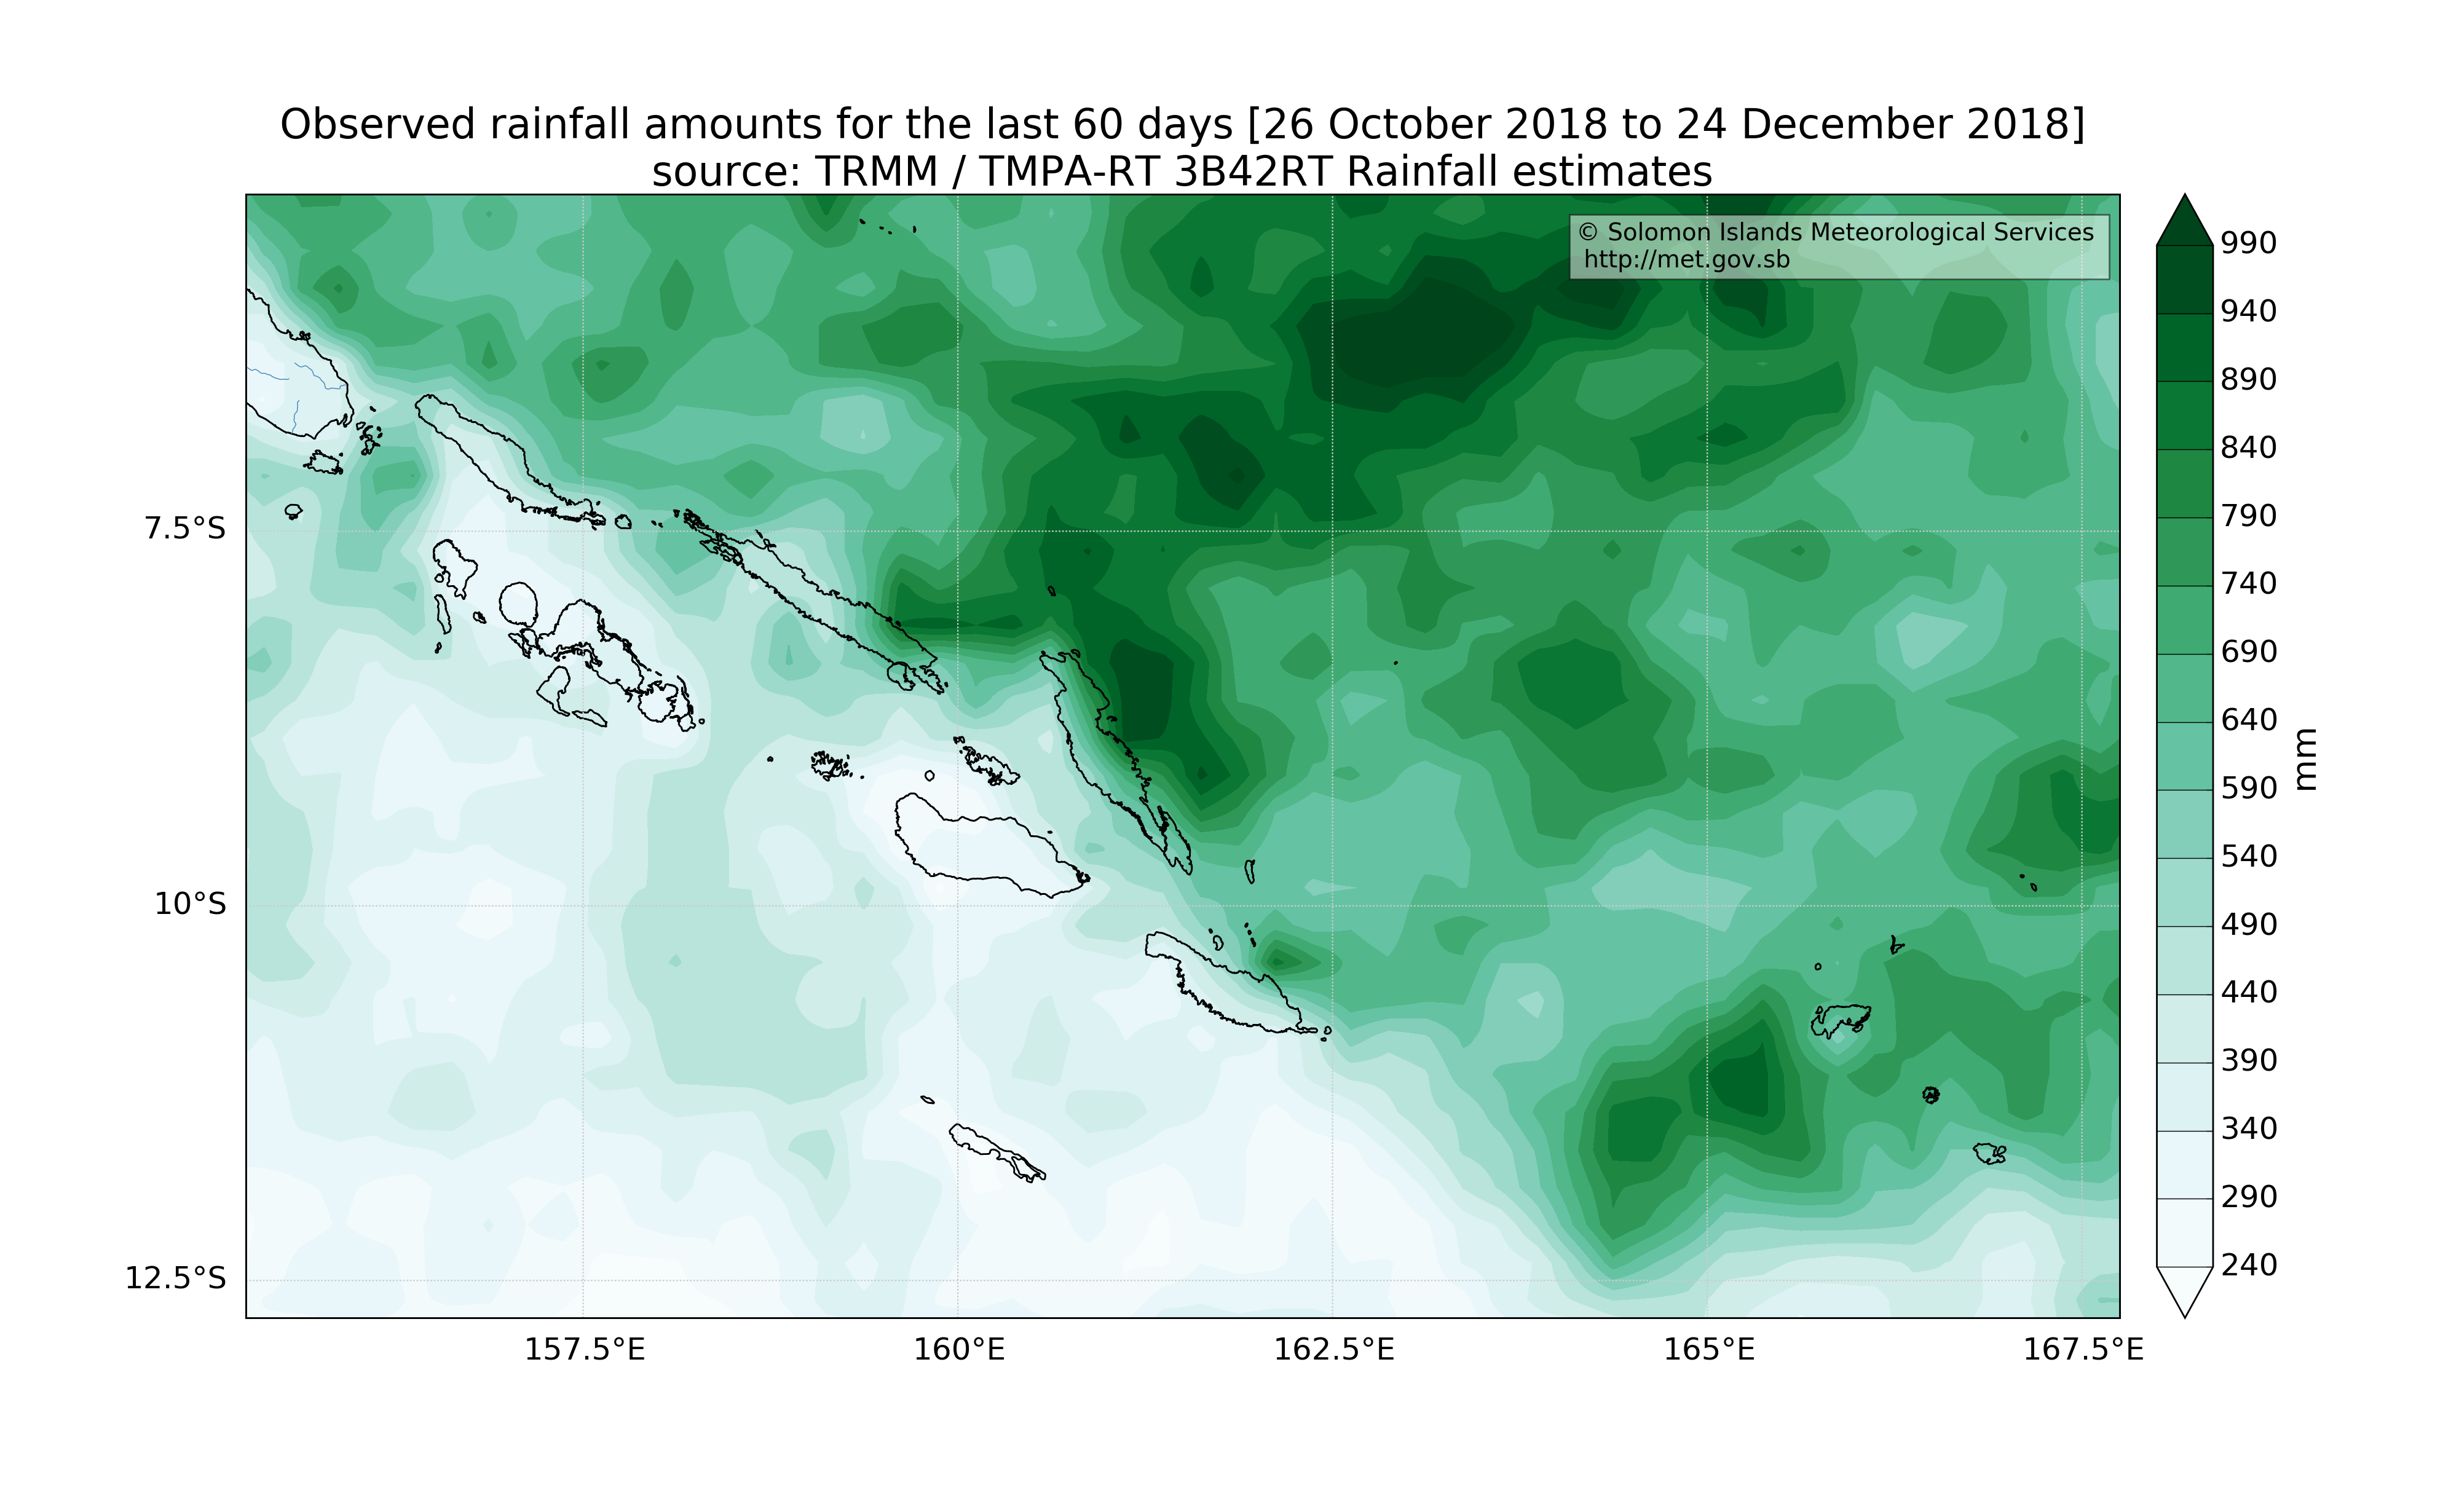 Observed rainfall amounts for the last 60 days [26 October 2018 to 24 December 2018]
source: TRMM / TMPA-RT 3B42RT Rainfall estimates
© Solomon Islands Meteorological Services
http://met.gov.sb
990
940
890
840
790
740
690
640
590
540
490
440
390
340
290
240
mm
7.5°S
10°S
12.5°S
157.5°E
160°E
162.5°E
165°E
167.5°E